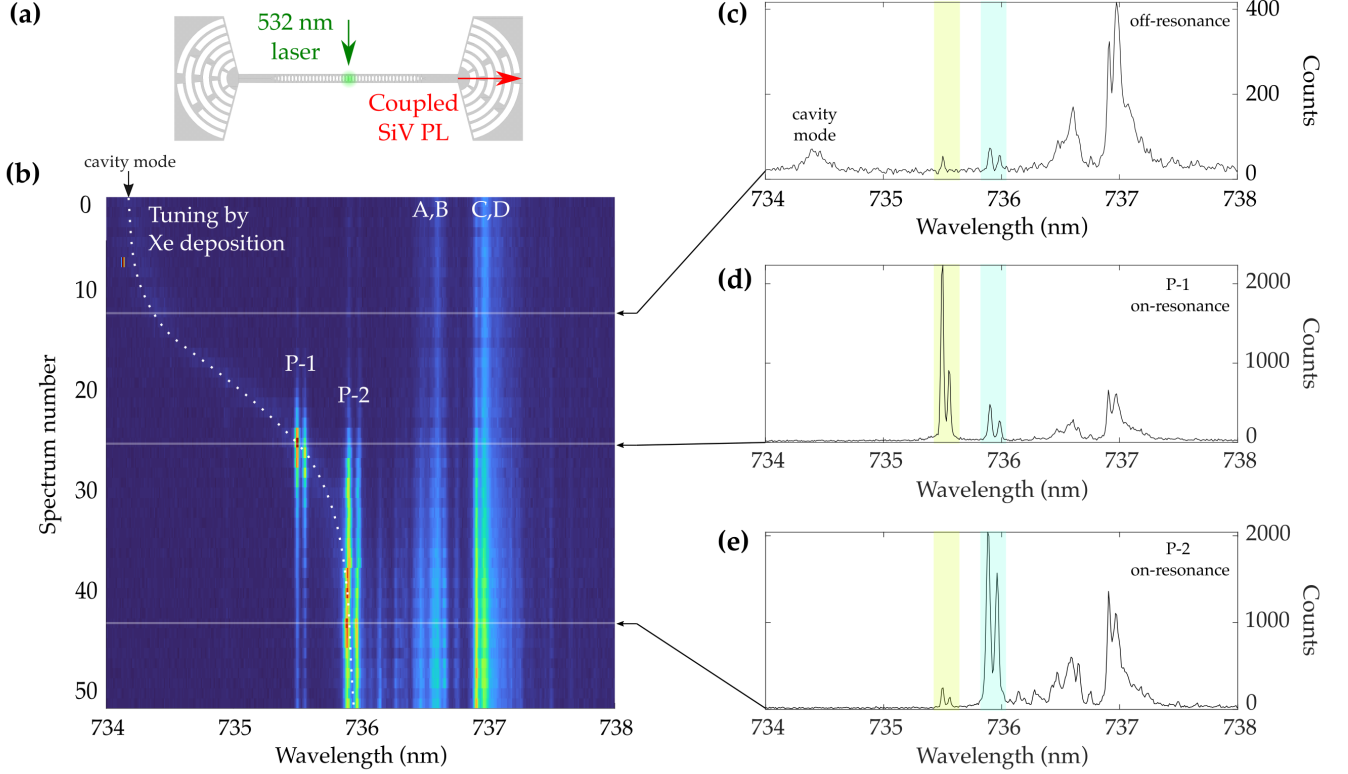 (a)
532 nm
laser
Coupled
SiV PL
(b)
cavity mode
Tuning by
Xe deposition
A,B
C,D
P-1
P-2
0
10
20
30
40
50
Spectrum number
734
735
736
737
738
Wavelength (nm)
(c)
off-resonance
cavity
mode
400
200
0
Counts
734
735
736
737
738
Wavelength (nm)
(d)
P-1
on-resonance
2000
1000
0
Counts
734
735
736
737
738
Wavelength (nm)
(e)
P-2
on-resonance
2000
1000
0
Counts
734
735
736
737
738
Wavelength (nm)